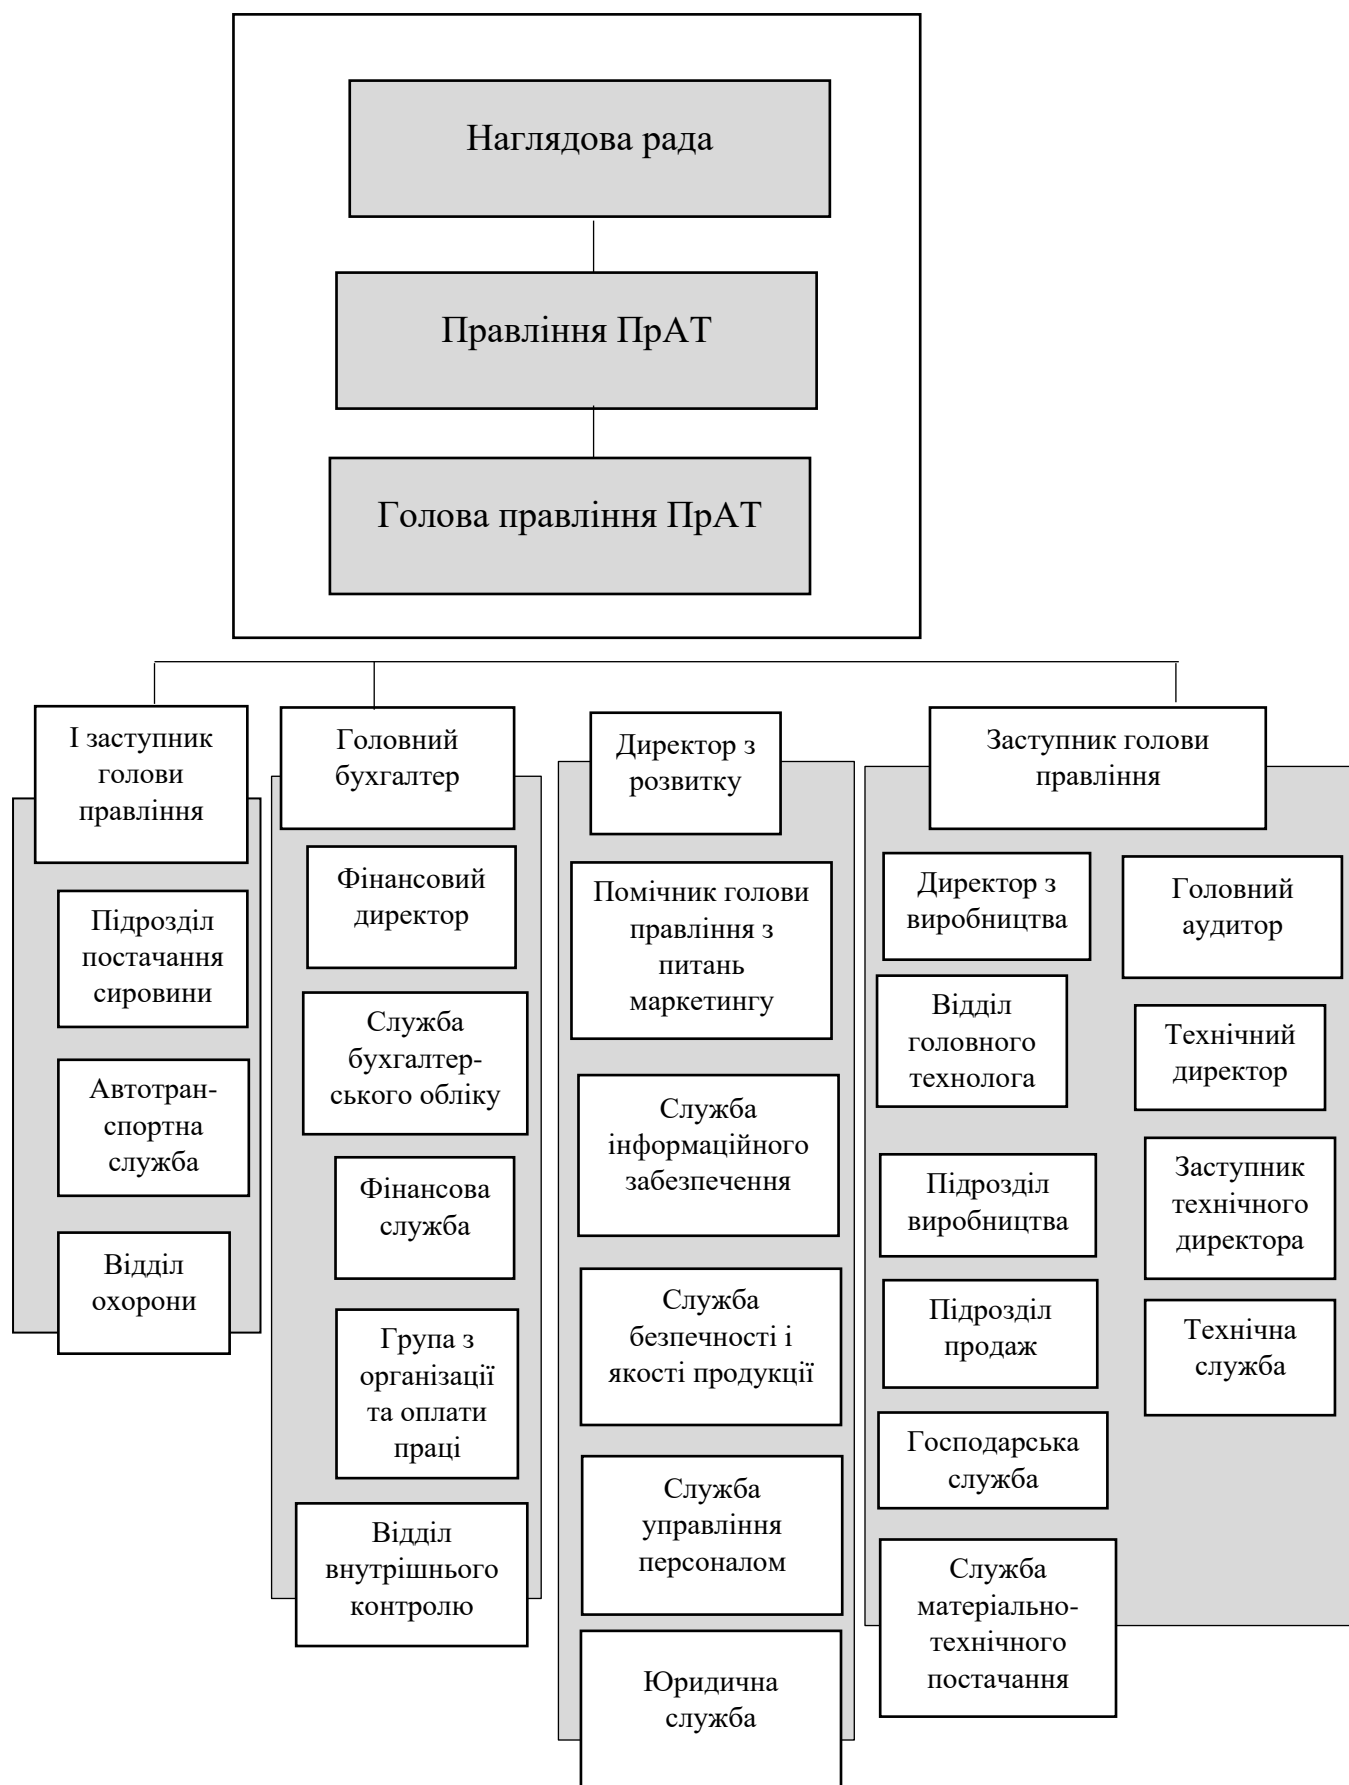 Наглядова рада
Правління ПрАТ
Голова правління ПрАТ
І заступник
голови
правління
Підрозділ
постачання
сировини
Автотран-
спортна
служба
Відділ
охорони
Головний
бухгалтер
Фінансовий
директор
Служба
бухгалтер-
ського обліку
Фінансова
служба
Група з
організації
та оплати
праці
Відділ
внутрішнього
контролю
Директор з
розвитку
Помічник голови
правління з
питань
маркетингу
Служба
інформаційного
забезпечення
Служба
безпечності і
якості продукції
Служба
управління
персоналом
Юридична
служба
Заступник голови
правління
Директор з
виробництва
Відділ
головного
технолога
Підрозділ
виробництва
Підрозділ
продаж
Господарська
служба
Служба
матеріально-
технічного
постачання
Головний
аудитор
Технічний
директор
Заступник
технічного
директора
Технічна
служба